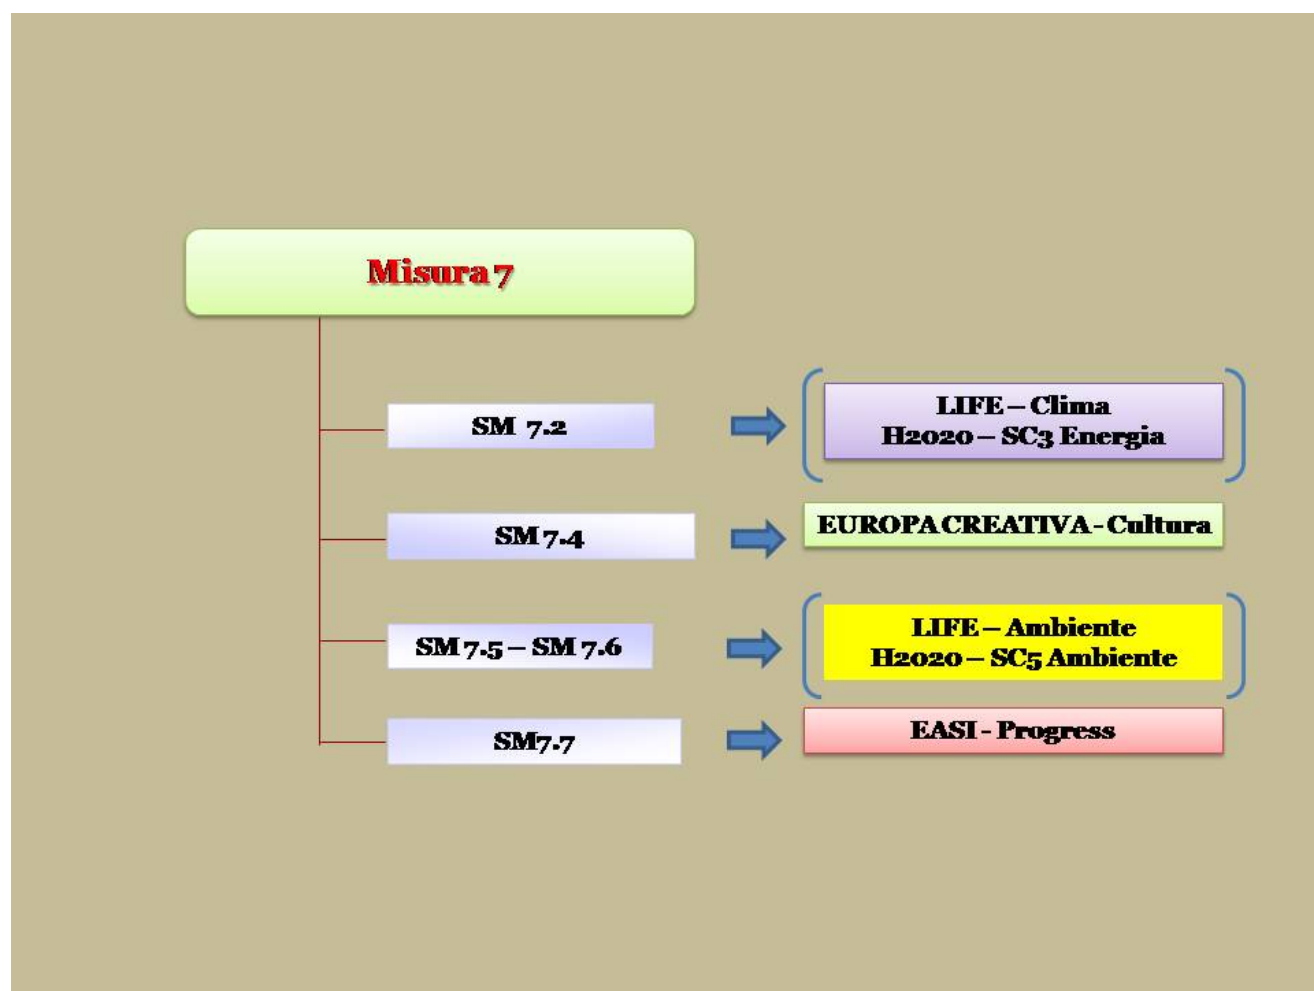 Misura 7
SM 7.2
LIFE – Clima
H2020 – SC3 Energia
SM 7.4
EUROPA CREATIVA - Cultura
SM 7.5 – SM 7.6
LIFE – Ambiente
H2020 – SC5 Ambiente
SM7.7
EASI - Progress